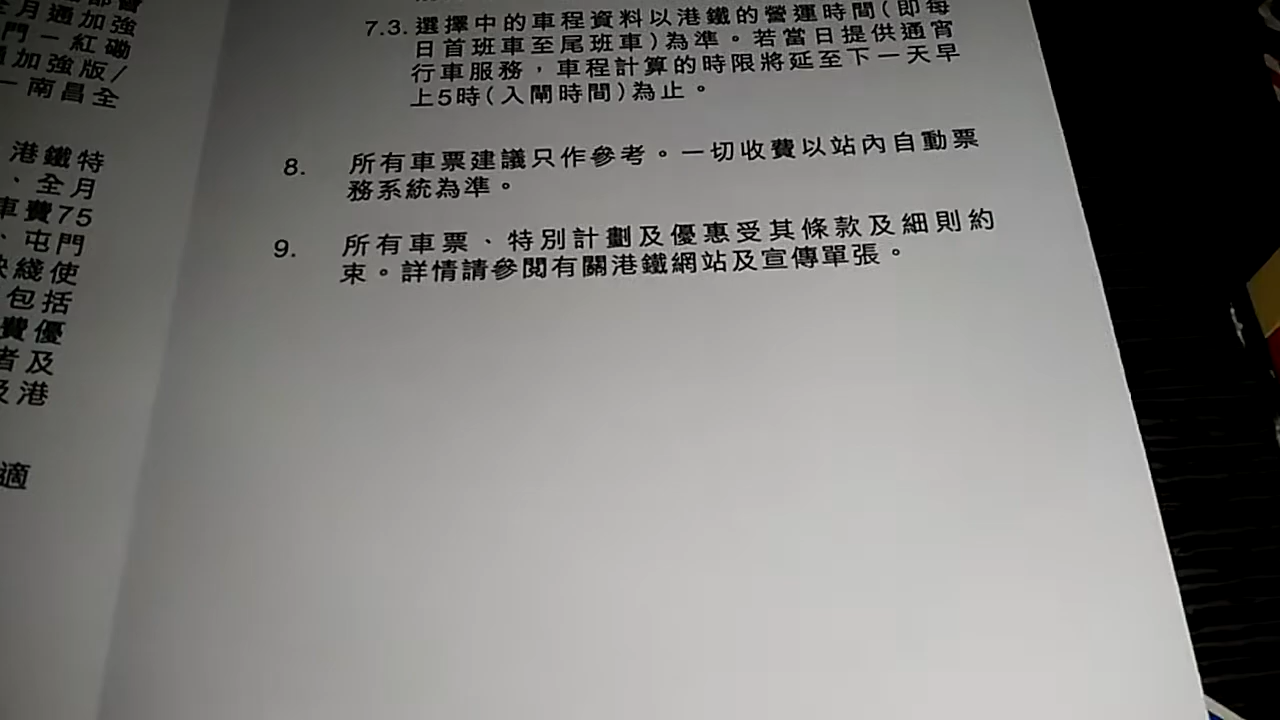 全月通加強
門－紅磡
加強版/
－南昌全
港鐵特
、全月
車費75
、屯門
綫使
包括
費優
者及
及港
適
7.3. 選擇中的車程資料以港鐵的營運時間(即每
日首班車至尾班車)為準。若當日提供通宵
行車服務，車程計算的時限將延至下一天早
上5時(入閘時間)為止。
8. 所有車票建議只作參考。一切收費以站內自動票
務系統為準。
9. 所有車票、特別計劃及優惠受其條款及細則約
束。詳情請參閱有關港鐵網站及宣傳單張。